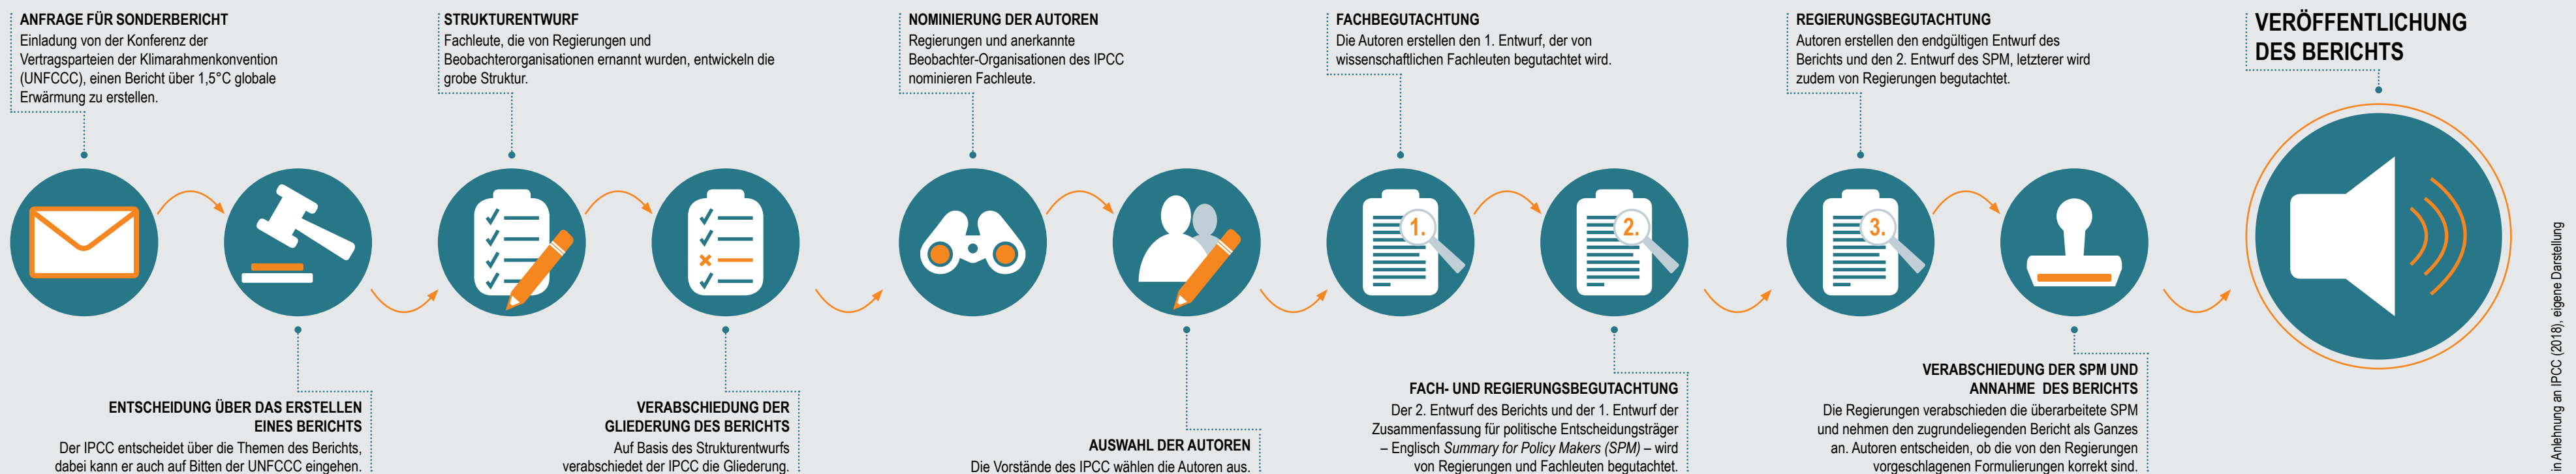 ANFRAGE FÜR SONDERBERICHT
Einladung von der Konferenz der
Vertragsparteien der Klimarahmenkonvention
(UNFCCC), einen Bericht über 1,5°C globale
Erwärmung zu erstellen.
ENTSCHEIDUNG ÜBER DAS ERSTELLEN
EINES BERICHTS
Der IPCC entscheidet über die Themen des Berichts,
dabei kann er auch auf Bitten der UNFCCC eingehen.
STRUKTURENTWURF
Fachleute, die von Regierungen und
Beobachterorganisationen ernannt wurden, entwickeln die
grobe Struktur.
VERABSCHIEDUNG DER
GLIEDERUNG DES BERICHTS
Auf Basis des Strukturentwurfs
verabschiedet der IPCC die Gliederung.
NOMINIERUNG DER AUTOREN
Regierungen und anerkannte
Beobachter-Organisationen des IPCC
nominieren Fachleute.
AUSWAHL DER AUTOREN
Die Vorstände des IPCC wählen die Autoren aus.
FACHBEGUTACHTUNG
Die Autoren erstellen den 1. Entwurf, der von
wissenschaftlichen Fachleuten begutachtet wird.
1.
2.
FACH- UND REGIERUNGSBEGUTACHTUNG
Der 2. Entwurf des Berichts und der 1. Entwurf der
Zusammenfassung für politische Entscheidungsträger
– Englisch Summary for Policy Makers (SPM) – wird
von Regierungen und Fachleuten begutachtet.
REGIERUNGSBEGUTACHTUNG
Autoren erstellen den endgültigen Entwurf des
Berichts und den 2. Entwurf des SPM, letzterer wird
zudem von Regierungen begutachtet.
3.
VERABSCHIEDUNG DER SPM UND
ANNAHME DES BERICHTS
Die Regierungen verabschieden die überarbeitete SPM
und nehmen den zugrundeliegenden Bericht als Ganzes
an. Autoren entscheiden, ob die von den Regierungen
vorgeschlagenen Formulierungen korrekt sind.
VERÖFFENTLICHUNG
DES BERICHTS
in Anlehnung an IPCC (2018), eigene Darstellung